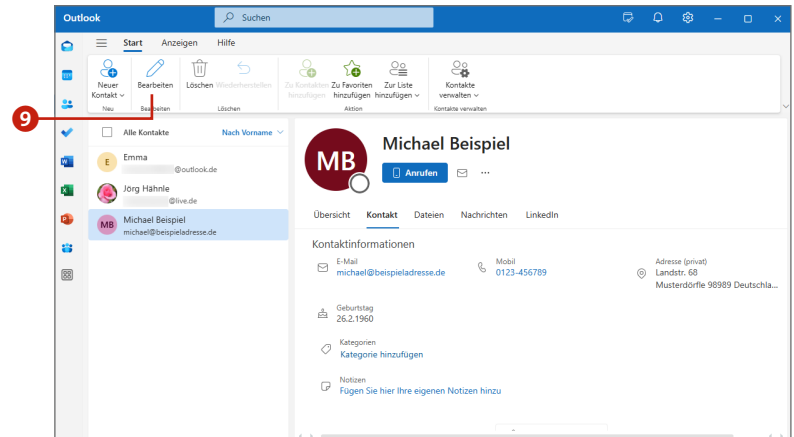 Outlook
Suchen
Start Anzeigen Hilfe
Neuer
Kontakt
Bearbeiten
Löschen
Wiederherstellen
Zu Kontakten
hinzufügen
Zu Favoriten
hinzufügen
Zur Liste
hinzufügen
Kontakte
verwalten
Neu
Bearbeiten
Löschen
Aktion
Kontakte verwalten
9
Alle Kontakte
Nach Vorname
E
Emma
@outlook.de
Jörg Hähnle
@live.de
MB
Michael Beispiel
michael@beispieladresse.de
MB
Michael Beispiel
Anrufen
Übersicht Kontakt Dateien Nachrichten LinkedIn
Kontaktinformationen
E-Mail
michael@beispieladresse.de
Mobil
0123-456789
Adresse (privat)
Landstr. 68
Musterdörfle 98989 Deutschla...
Geburtstag
26.2.1960
Kategorien
Kategorie hinzufügen
Notizen
Fügen Sie hier Ihre eigenen Notizen hinzu